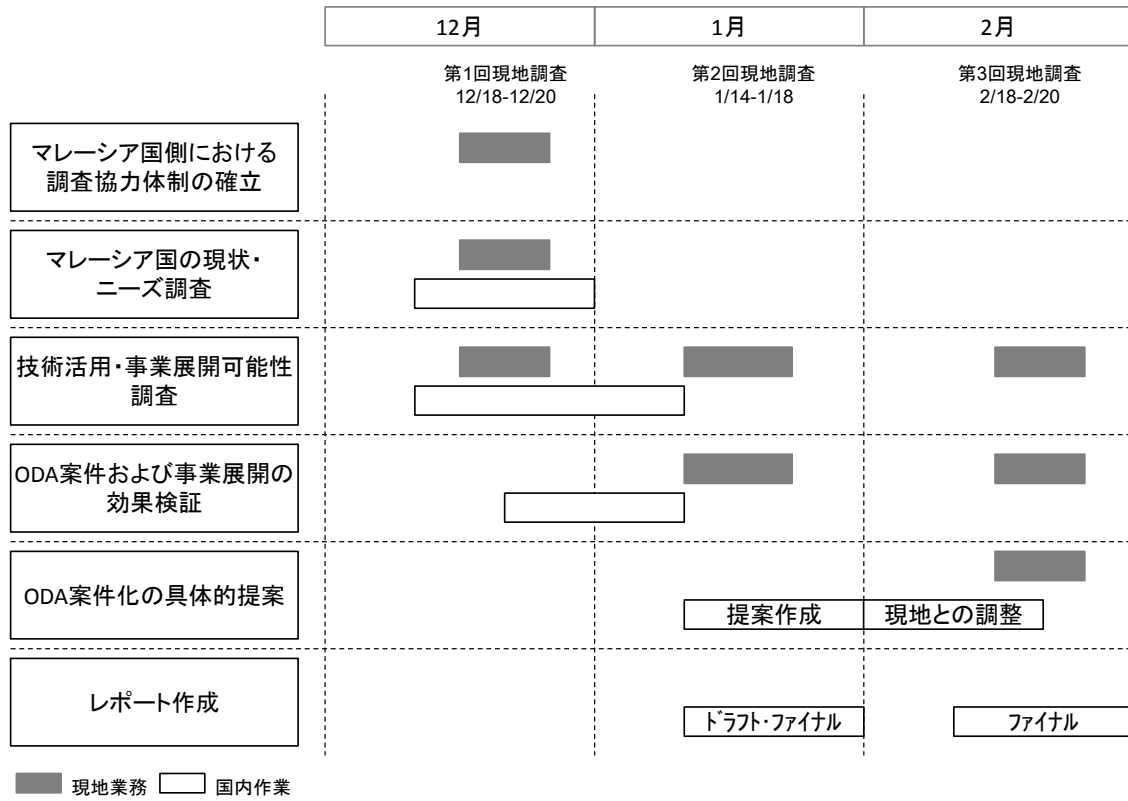 12月
1月
2月
第1回現地調査
12/18-12/20
第2回現地調査
1/14-1/18
第3回現地調査
2/18-2/20
マレーシア国側における
調査協力体制の確立
マレーシア国の現状・
ニーズ調査
技術活用・事業展開可能性
調査
ODA案件および事業展開の
効果検証
ODA案件化の具体的提案
提案作成
現地との調整
レポート作成
ﾄﾞﾗﾌﾄ・ﾌｧｲﾅﾙ
ﾌｧｲﾅﾙ
現地業務
国内作業